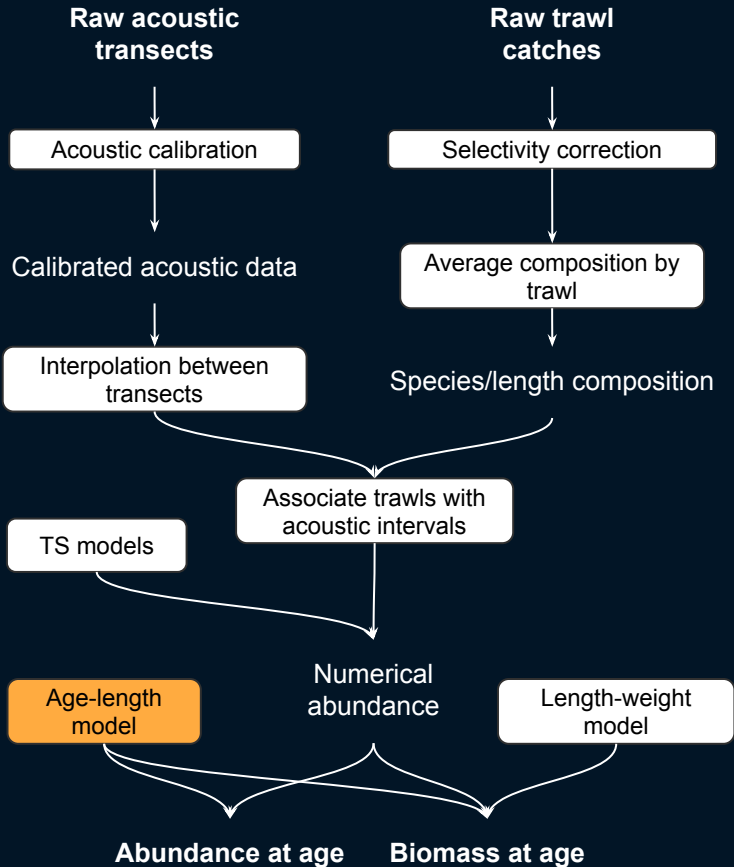 Raw acoustic
transects
Raw trawl
catches
Acoustic calibration
Selectivity correction
Calibrated acoustic data
Average composition by
trawl
Interpolation between
transects
Species/length composition
Associate trawls with
acoustic intervals
TS models
Numerical
abundance
Age-length
model
Length-weight
model
Abundance at age
Biomass at age